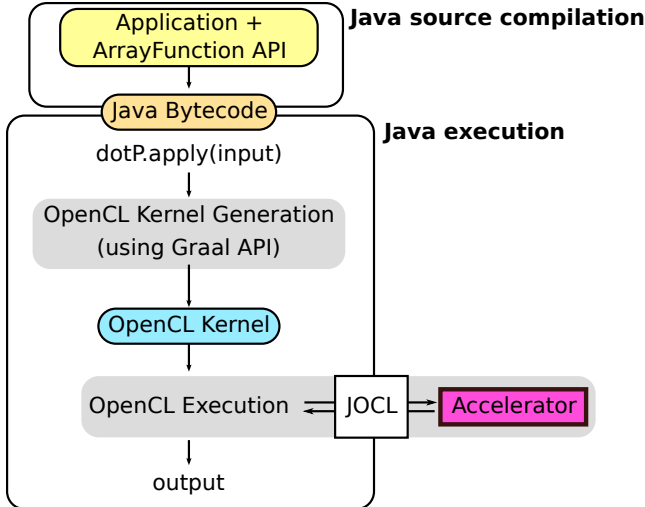 Application +
ArrayFunction API
Java source compilation
Java Bytecode
Java execution
dotP.apply(input)
OpenCL Kernel Generation
(using Graal API)
OpenCL Kernel
OpenCL Execution
JOCL
Accelerator
output